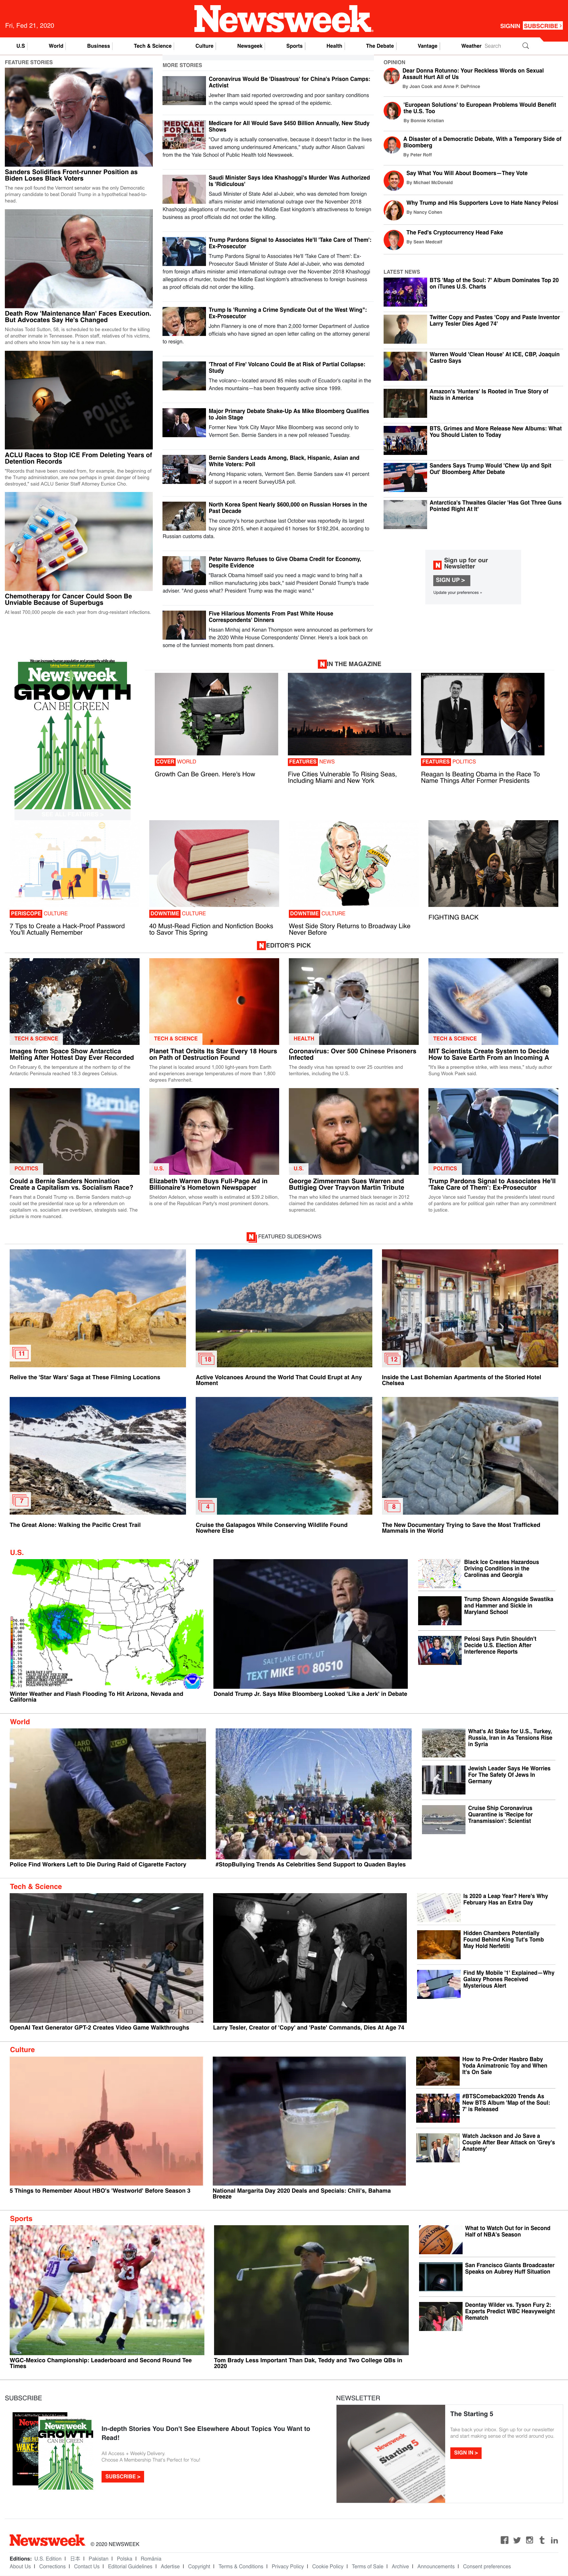 Fri, Fed 21, 2020
Newsweek
SIGNIN SUBSCRIBE ›
U.S
World
Business
Tech & Science
Culture
Newsgeek
Sports
Health
The Debate
Vantage
Weather
Search
FEATURE STORIES
Sanders Solidifies Front-runner Position as
Biden Loses Black Voters
The new poll found the Vermont senator was the only Democratic
primary candidate to beat Donald Trump in a hypothetical head-to-
head.
Death Row 'Maintenance Man' Faces Execution.
But Advocates Say He's Changed
Nicholas Todd Sutton, 58, is scheduled to be executed for the killing
of another inmate in Tennessee. Prison staff, relatives of his victims,
and others who know him say he is a new man.
POLICE
ACLU Races to Stop ICE From Deleting Years of
Detention Records
"Records that have been created from, for example, the beginning of
the Trump administration, are now perhaps in great danger of being
destroyed," said ACLU Senior Staff Attorney Eunice Cho.
Chemotherapy for Cancer Could Soon Be
Unviable Because of Superbugs
At least 700,000 people die each year from drug-resistant infections.
MORE STORIES
Coronavirus Would Be 'Disastrous' for China's Prison Camps:
Activist
Jewher Ilham said reported overcrowding and poor sanitary conditions
in the camps would speed the spread of the epidemic.
MEDICARE
FOR ALL
Medicare for All Would Save $450 Billion Annually, New Study
Shows
"Our study is actually conservative, because it doesn't factor in the lives
saved among underinsured Americans," study author Alison Galvani
from the the Yale School of Public Health told Newsweek.
Saudi Minister Says Idea Khashoggi's Murder Was Authorized
Is 'Ridiculous'
Saudi Minister of State Adel al-Jubeir, who was demoted from foreign
affairs minister amid international outrage over the November 2018
Khashoggi allegations of murder, touted the Middle East kingdom's attractiveness to foreign
business as proof officials did not order the killing.
Trump Pardons Signal to Associates He'll 'Take Care of Them':
Ex-Prosecutor
Trump Pardons Signal to Associates He'll 'Take Care of Them': Ex-
Prosecutor Saudi Minister of State Adel al-Jubeir, who was demoted
from foreign affairs minister amid international outrage over the November 2018 Khashoggi
allegations of murder, touted the Middle East kingdom's attractiveness to foreign business
as proof officials did not order the killing.
Trump Is 'Running a Crime Syndicate Out of the West Wing":
Ex-Prosecutor
John Flannery is one of more than 2,000 former Department of Justice
officials who have signed an open letter calling on the attorney general
to resign.
'Throat of Fire' Volcano Could Be at Risk of Partial Collapse:
Study
The volcano—located around 85 miles south of Ecuador's capital in the
Andes mountains—has been frequently active since 1999.
Major Primary Debate Shake-Up As Mike Bloomberg Qualifies
to Join Stage
Former New York City Mayor Mike Bloomberg was second only to
Vermont Sen. Bernie Sanders in a new poll released Tuesday.
Bernie Sanders Leads Among, Black, Hispanic, Asian and
White Voters: Poll
Among Hispanic voters, Vermont Sen. Bernie Sanders saw 41 percent
of support in a recent SurveyUSA poll.
North Korea Spent Nearly $600,000 on Russian Horses in the
Past Decade
The country's horse purchase last October was reportedly its largest
buy since 2015, when it acquired 61 horses for $192,204, according to
Russian customs data.
Peter Navarro Refuses to Give Obama Credit for Economy,
Despite Evidence
"Barack Obama himself said you need a magic wand to bring half a
million manufacturing jobs back," said President Donald Trump's trade
adviser. "And guess what? President Trump was the magic wand."
Five Hilarious Moments From Past White House
Correspondents' Dinners
Hasan Minhaj and Kenan Thompson were announced as performers for
the 2020 White House Correspondents' Dinner. Here's a look back on
some of the funniest moments from past dinners.
OPINION
Dear Donna Rotunno: Your Reckless Words on Sexual
Assault Hurt All of Us
By Joan Cook and Anne P. DePrince
'European Solutions' to European Problems Would Benefit
the U.S. Too
By Bonnie Kristian
A Disaster of a Democratic Debate, With a Temporary Side of
Bloomberg
By Peter Roff
Say What You Will About Boomers—They Vote
By Michael McDonald
Why Trump and His Supporters Love to Hate Nancy Pelosi
By Nancy Cohen
The Fed's Cryptocurrency Head Fake
By Sean Medcalf
LATEST NEWS
BTS 'Map of the Soul: 7' Album Dominates Top 20
on iTunes U.S. Charts
Twitter Copy and Pastes 'Copy and Paste Inventor
Larry Tesler Dies Aged 74'
Warren Would 'Clean House' At ICE, CBP, Joaquin
Castro Says
Amazon's 'Hunters' Is Rooted in True Story of
Nazis in America
BTS, Grimes and More Release New Albums: What
You Should Listen to Today
Sanders Says Trump Would 'Chew Up and Spit
Out' Bloomberg After Debate
Antarctica's Thwaites Glacier 'Has Got Three Guns
Pointed Right At It'
N
Sign up for our
Newsletter
SIGN UP >
Update your preferences »
N IN THE MAGAZINE
Newsweek
GROWTH
CAN BE GREEN
COVER WORLD
Growth Can Be Green. Here's How
FEATURES NEWS
Five Cities Vulnerable To Rising Seas,
Including Miami and New York
FEATURES POLITICS
Reagan Is Beating Obama in the Race To
Name Things After Former Presidents
PERISCOPE CULTURE
7 Tips to Create a Hack-Proof Password
You'll Actually Remember
DOWNTIME CULTURE
40 Must-Read Fiction and Nonfiction Books
to Savor This Spring
DOWNTIME CULTURE
West Side Story Returns to Broadway Like
Never Before
FIGHTING BACK
N EDITOR'S PICK
TECH & SCIENCE
Images from Space Show Antarctica
Melting After Hottest Day Ever Recorded
On February 6, the temperature at the northern tip of the
Antarctic Peninsula reached 18.3 degrees Celsius.
TECH & SCIENCE
Planet That Orbits Its Star Every 18 Hours
on Path of Destruction Found
The planet is located around 1,000 light-years from Earth
and experiences average temperatures of more than 1,800
degrees Fahrenheit.
HEALTH
Coronavirus: Over 500 Chinese Prisoners
Infected
The deadly virus has spread to over 25 countries and
territories, including the U.S.
TECH & SCIENCE
MIT Scientists Create System to Decide
How to Save Earth From an Incoming A
"It's like a preemptive strike, with less mess," study author
Sung Wook Paek said.
Bernie
POLITICS
Could a Bernie Sanders Nomination
Create a Capitalism vs. Socialism Race?
Fears that a Donald Trump vs. Bernie Sanders match-up
could set the presidential race up for a referendum on
capitalism vs. socialism are overblown, strategists said. The
picture is more nuanced.
U.S.
Elizabeth Warren Buys Full-Page Ad in
Billionaire's Hometown Newspaper
Sheldon Adelson, whose wealth is estimated at $39.2 billion,
is one of the Republican Party's most prominent donors.
U.S.
George Zimmerman Sues Warren and
Buttigieg Over Trayvon Martin Tribute
The man who killed the unarmed black teenager in 2012
claimed the candidates defamed him as racist and a white
supremacist.
POLITICS
Trump Pardons Signal to Associates He'll
'Take Care of Them': Ex-Prosecutor
Joyce Vance said Tuesday that the president's latest round
of pardons are for political gain rather than any commitment
to justice.
N FEATURED SLIDESHOWS
11
Relive the 'Star Wars' Saga at These Filming Locations
18
Active Volcanoes Around the World That Could Erupt at Any
Moment
12
Inside the Last Bohemian Apartments of the Storied Hotel
Chelsea
7
The Great Alone: Walking the Pacific Crest Trail
4
Cruise the Galapagos While Conserving Wildlife Found
Nowhere Else
8
The New Documentary Trying to Save the Most Trafficked
Mammals in the World
U.S.
Winter Weather and Flash Flooding To Hit Arizona, Nevada and
California
SALT LAKE CITY, UT
TEXT MIKE TO 80510
Donald Trump Jr. Says Mike Bloomberg Looked 'Like a Jerk' in Debate
Black Ice Creates Hazardous
Driving Conditions in the
Carolinas and Georgia
Trump Shown Alongside Swastika
and Hammer and Sickle in
Maryland School
Pelosi Says Putin Shouldn't
Decide U.S. Election After
Interference Reports
World
Police Find Workers Left to Die During Raid of Cigarette Factory
#StopBullying Trends As Celebrities Send Support to Quaden Bayles
What's At Stake for U.S., Turkey,
Russia, Iran in As Tensions Rise
in Syria
Jewish Leader Says He Worries
For The Safety Of Jews In
Germany
Cruise Ship Coronavirus
Quarantine is 'Recipe for
Transmission': Scientist
Tech & Science
OpenAI Text Generator GPT-2 Creates Video Game Walkthroughs
Larry Tesler, Creator of 'Copy' and 'Paste' Commands, Dies At Age 74
Is 2020 a Leap Year? Here's Why
February Has an Extra Day
Hidden Chambers Potentially
Found Behind King Tut's Tomb
May Hold Nerfetiti
Find My Mobile '1' Explained—Why
Galaxy Phones Received
Mysterious Alert
Culture
5 Things to Remember About HBO's 'Westworld' Before Season 3
National Margarita Day 2020 Deals and Specials: Chili's, Bahama
Breeze
How to Pre-Order Hasbro Baby
Yoda Animatronic Toy and When
It's On Sale
#BTSComeback2020 Trends As
New BTS Album 'Map of the Soul:
7' is Released
Watch Jackson and Jo Save a
Couple After Bear Attack on 'Grey's
Anatomy'
Sports
WGC-Mexico Championship: Leaderboard and Second Round Tee
Times
Tom Brady Less Important Than Dak, Teddy and Two College QBs in
2020
What to Watch Out for in Second
Half of NBA's Season
San Francisco Giants Broadcaster
Speaks on Aubrey Huff Situation
Deontay Wilder vs. Tyson Fury 2:
Experts Predict WBC Heavyweight
Rematch
SUBSCRIBE
Newsweek
GROWTH
CAN BE GREEN
In-depth Stories You Don't See Elsewhere About Topics You Want to
Read!
All Access + Weekly Delivery
Choose A Membership That's Perfect for You!
SUBSCRIBE >
NEWSLETTER
Newsweek
Starting 5
The Starting 5
Take back your inbox. Sign up for our newsletter
and start making sense of the world around you.
SIGN IN >
Newsweek © 2020 NEWSWEEK
Editions: U.S. Edition | 日本 | Pakistan | Polska | România
About Us | Corrections | Contact Us | Editorial Guidelines | Adertise | Copyright | Terms & Conditions | Privacy Policy | Cookie Policy | Terms of Sale | Archive | Announcements | Consent preferences